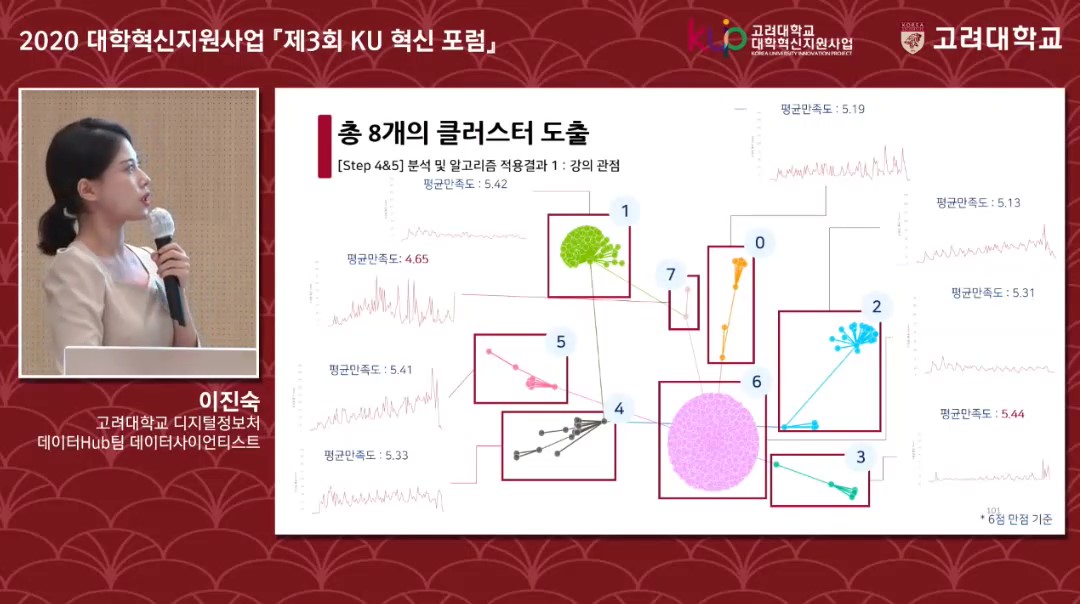 2020 대학혁신지원사업 「제3회 KU 혁신 포럼」
kup
고려대학교
대학혁신지원사업
KOREA UNIVERSITY INNOVATION PROJECT
KOREA
고려대학교
이진숙
고려대학교 디지털정보처
데이터Hub팀 데이터사이언티스트
총 8개의 클러스터 도출
[Step 4&5] 분석 및 알고리즘 적용결과 1 : 강의 관점
평균만족도 : 5.42
평균만족도: 4.65
평균만족도 : 5.41
평균만족도 : 5.33
평균만족도 : 5.19
평균만족도 : 5.13
평균만족도 : 5.31
평균만족도 : 5.44
1
0
7
2
5
6
4
3
101
* 6점 만점 기준